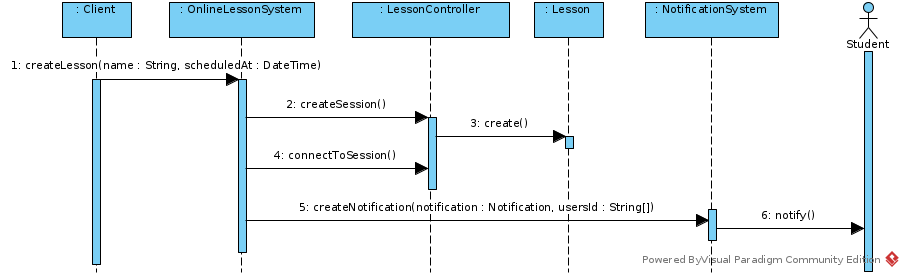 : Client
: OnlineLessonSystem
: LessonController
: Lesson
: NotificationSystem
Student
1: createLesson(name : String, scheduledAt : DateTime)
2: createSession()
3: create()
4: connectToSession()
5: createNotification(notification : Notification, usersId : String[])
6: notify()
Powered ByVisual Paradigm Community Edition